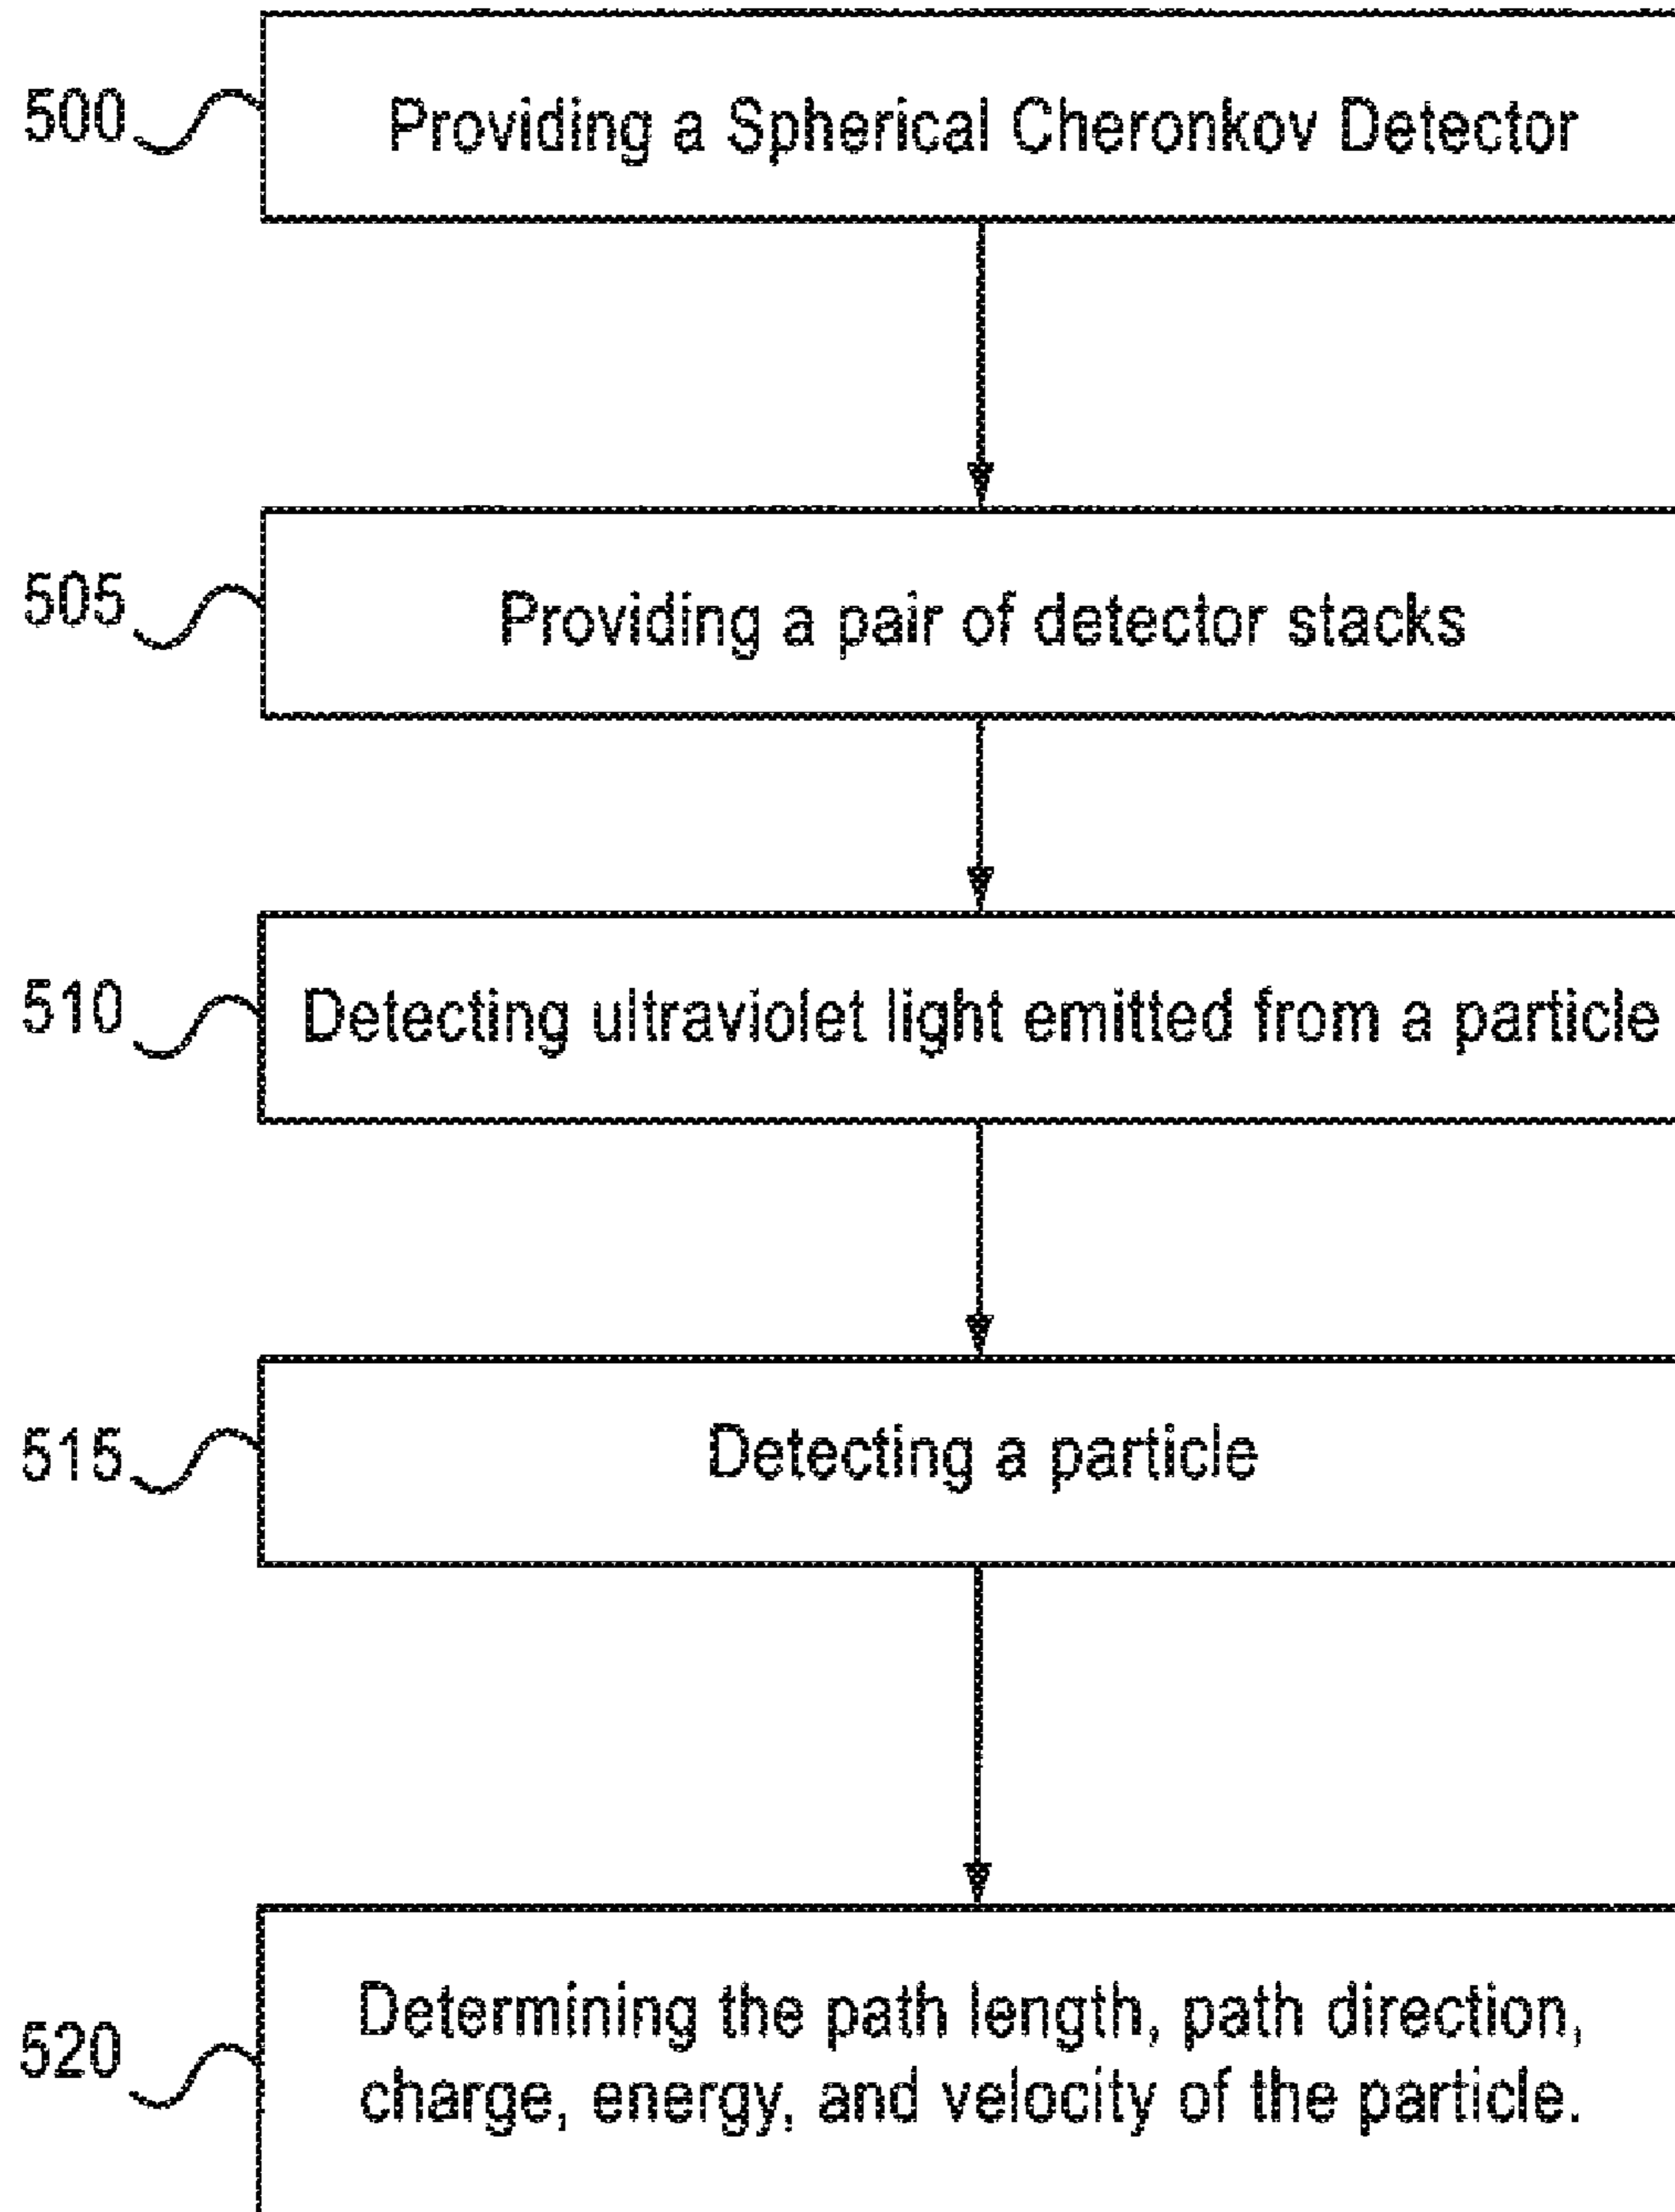 500 Providing a Spherical Cheronkov Detector
505 Providing a pair of detector stacks
510 Detecting ultraviolet light emitted from a particle
515 Detecting a particle
520 Determining the path length, path direction,
charge, energy, and velocity of the particle.